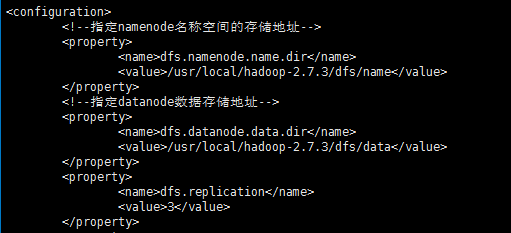 <configuration>
<!--指定namenode名称空间的存储地址-->
<property>
<name>dfs.namenode.name.dir</name>
<value>/usr/local/hadoop-2.7.3/dfs/name</value>
</property>
<!--指定datanode数据存储地址-->
<property>
<name>dfs.datanode.data.dir</name>
<value>/usr/local/hadoop-2.7.3/dfs/data</value>
</property>
<property>
<name>dfs.replication</name>
<value>3</value>
</property>